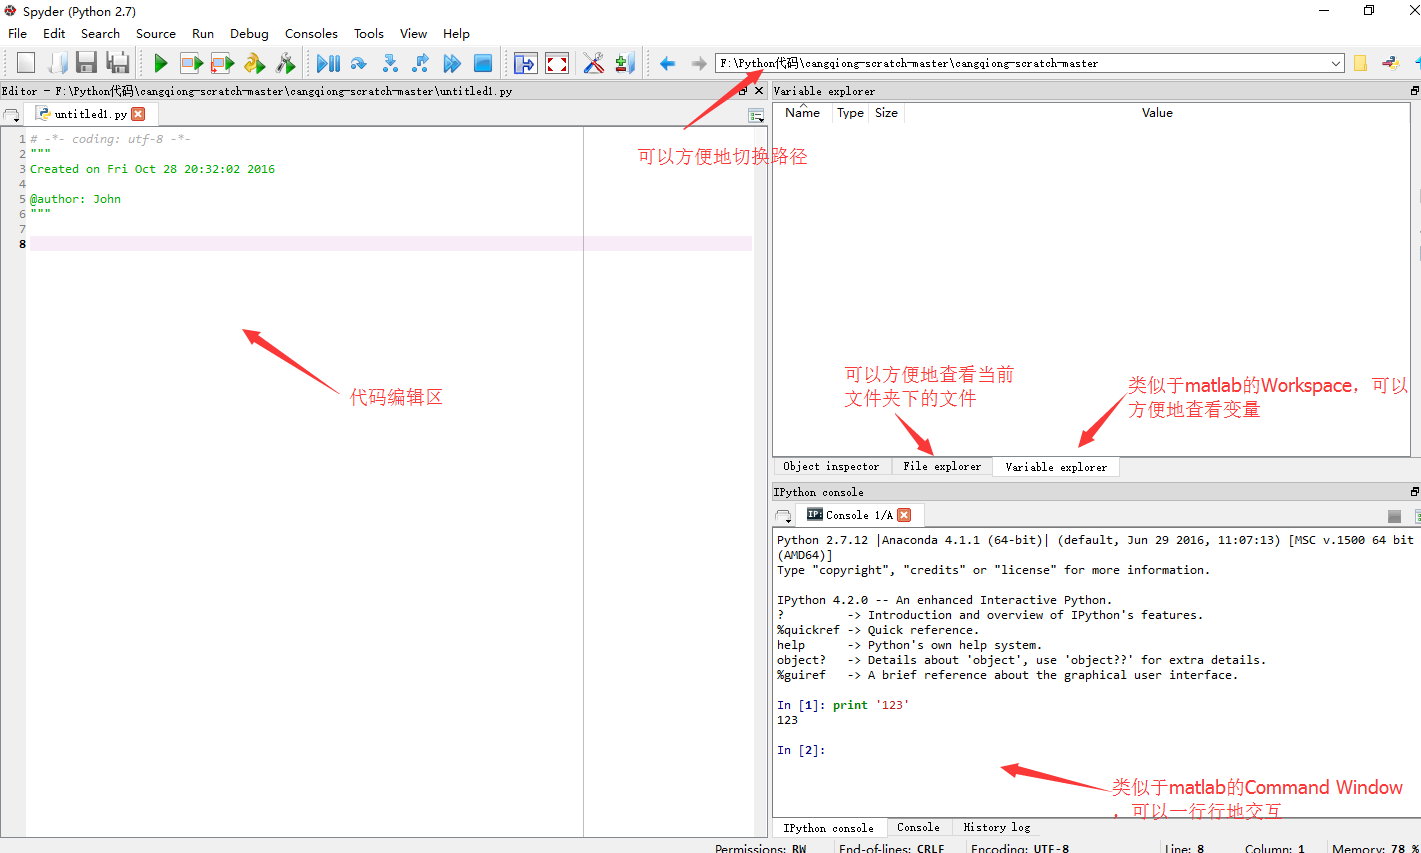 Spyder (Python 2.7)
File Edit Search Source Run Debug Consoles Tools View Help
F:\Python代码\cangqiong-scratch-master\cangqiong-scratch-master
Editor - F:\Python代码\cangqiong-scratch-master\cangqiong-scratch-master\untitled1.py
untitled1.py
1 # -*- coding: utf-8 -*-
2 """
3 Created on Fri Oct 28 20:32:02 2016
4
5 @author: John
6 """
7
8
代码编辑区
可以方便地切换路径
Variable explorer
Name Type Size Value
可以方便地查看当前
文件夹下的文件
类似于matlab的Workspace，可以
方便地查看变量
Object inspector File explorer Variable explorer
IPython console
IP: Console 1/A
Python 2.7.12 |Anaconda 4.1.1 (64-bit)| (default, Jun 29 2016, 11:07:13) [MSC v.1500 64 bit
(AMD64)]
Type "copyright", "credits" or "license" for more information.
IPython 4.2.0 -- An enhanced Interactive Python.
? -> Introduction and overview of IPython's features.
%quickref -> Quick reference.
help -> Python's own help system.
object? -> Details about 'object', use 'object??' for extra details.
%guiref -> A brief reference about the graphical user interface.
In [1]: print '123'
123
In [2]:
类似于matlab的Command Window
，可以一行行地交互
IPython console Console History log
Permissions: RW End-of-lines: CRLF Encoding: UTF-8 Line: 8 Column: 1 Memory: 78 %